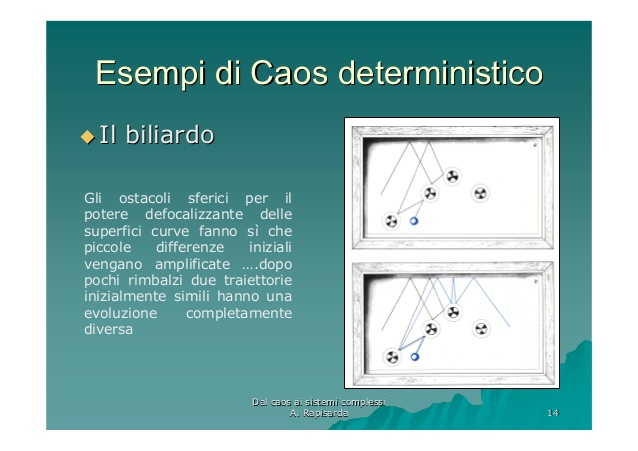 Esempi di Caos deterministico
Il biliardo
Gli ostacoli sferici per il
potere defocalizzante delle
superfici curve fanno sì che
piccole differenze iniziali
vengano amplificate ....dopo
pochi rimbalzi due traiettorie
inizialmente simili hanno una
evoluzione completamente
diversa
Dal caos ai sistemi complessi
A. Rapisarda
14